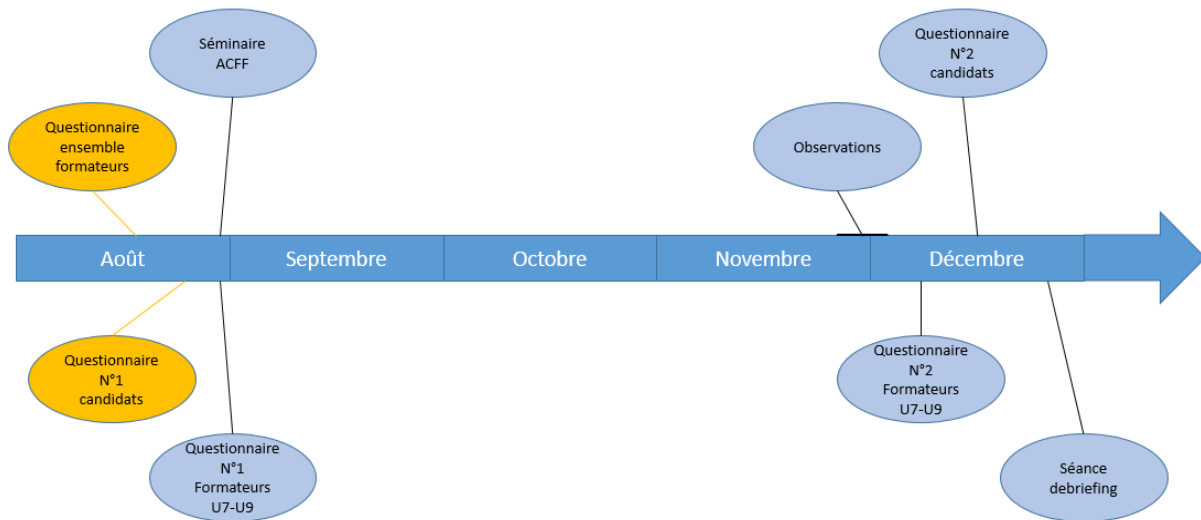 Séminaire
ACFF
Questionnaire
N°2
candidats
Questionnaire
ensemble
formateurs
Observations
Août
Septembre
Octobre
Novembre
Décembre
Questionnaire
N°1
candidats
Questionnaire
N°2
Formateurs
U7-U9
Questionnaire
N°1
Formateurs
U7-U9
Séance
debriefing